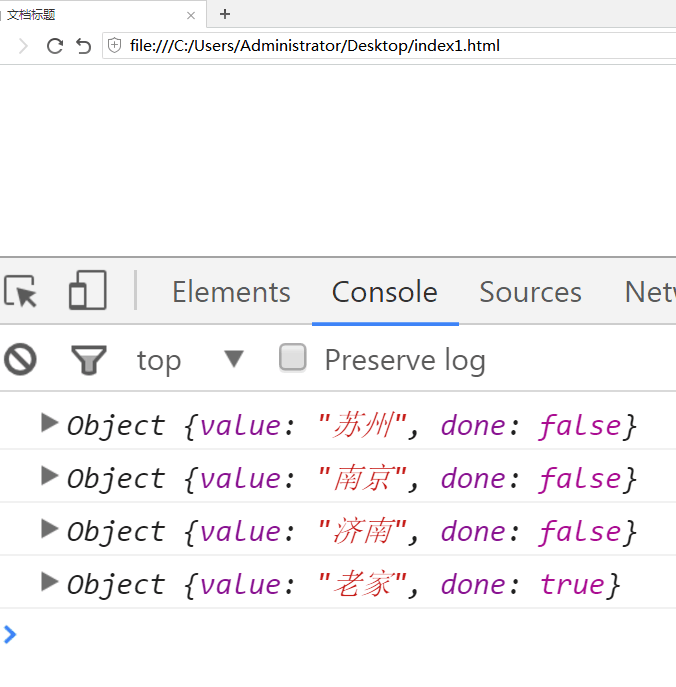 文档标题
file:///C:/Users/Administrator/Desktop/index1.html
Elements Console Sources Netw
top Preserve log
Object {value: "苏州", done: false}
Object {value: "南京", done: false}
Object {value: "济南", done: false}
Object {value: "老家", done: true}